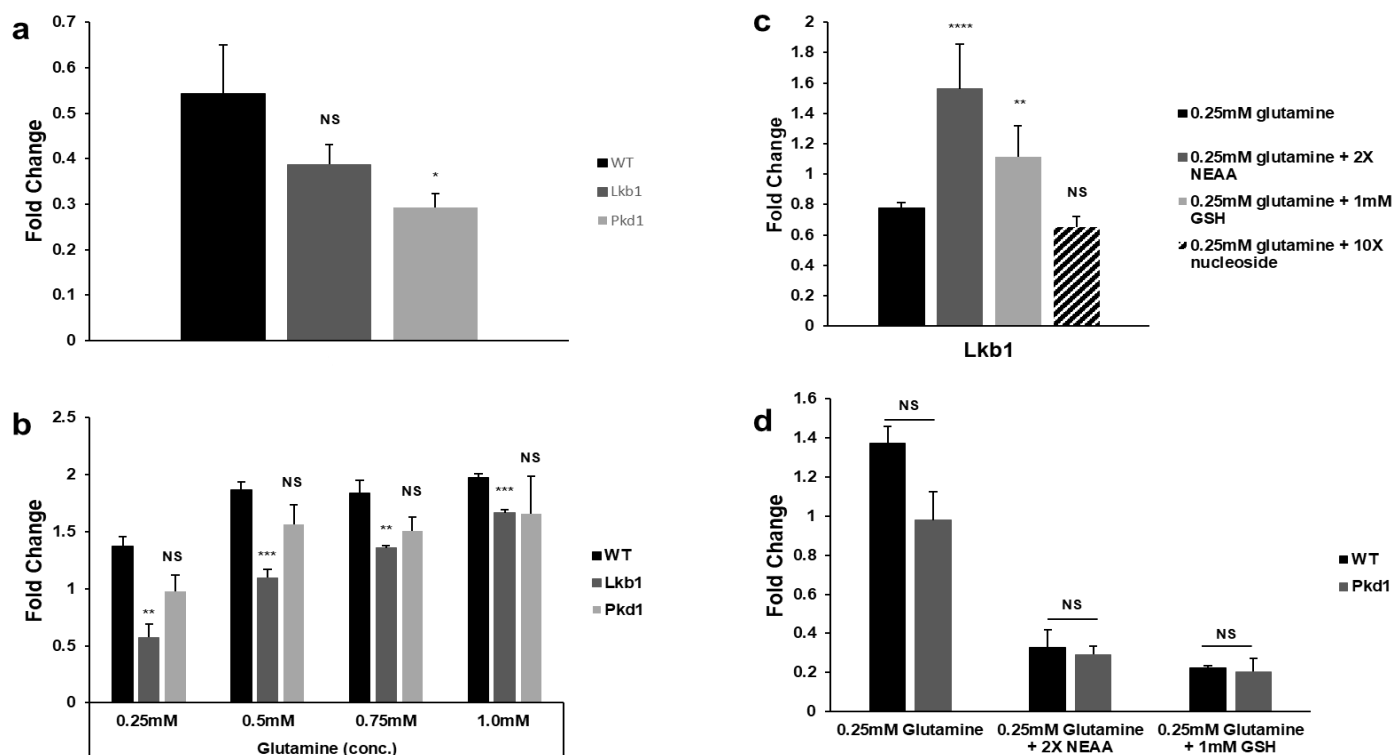 a
Fold Change
0.7
0.6
0.5
0.4
0.3
0.2
0.1
0
NS
*
WT
Lkb1
Pkd1
c
Fold Change
2
1.8
1.6
1.4
1.2
1
0.8
0.6
0.4
0.2
0
****
**
NS
Lkb1
0.25mM glutamine
0.25mM glutamine + 2X
NEAA
0.25mM glutamine + 1mM
GSH
0.25mM glutamine + 10X
nucleoside
b
Fold Change
2.5
2
1.5
1
0.5
0
**
NS
***
NS
**
NS
***
NS
0.25mM 0.5mM 0.75mM 1.0mM
Glutamine (conc.)
WT
Lkb1
Pkd1
d
Fold Change
1.6
1.4
1.2
1
0.8
0.6
0.4
0.2
0
NS
NS
NS
0.25mM Glutamine 0.25mM Glutamine 0.25mM Glutamine
+ 2X NEAA + 1mM GSH
WT
Pkd1